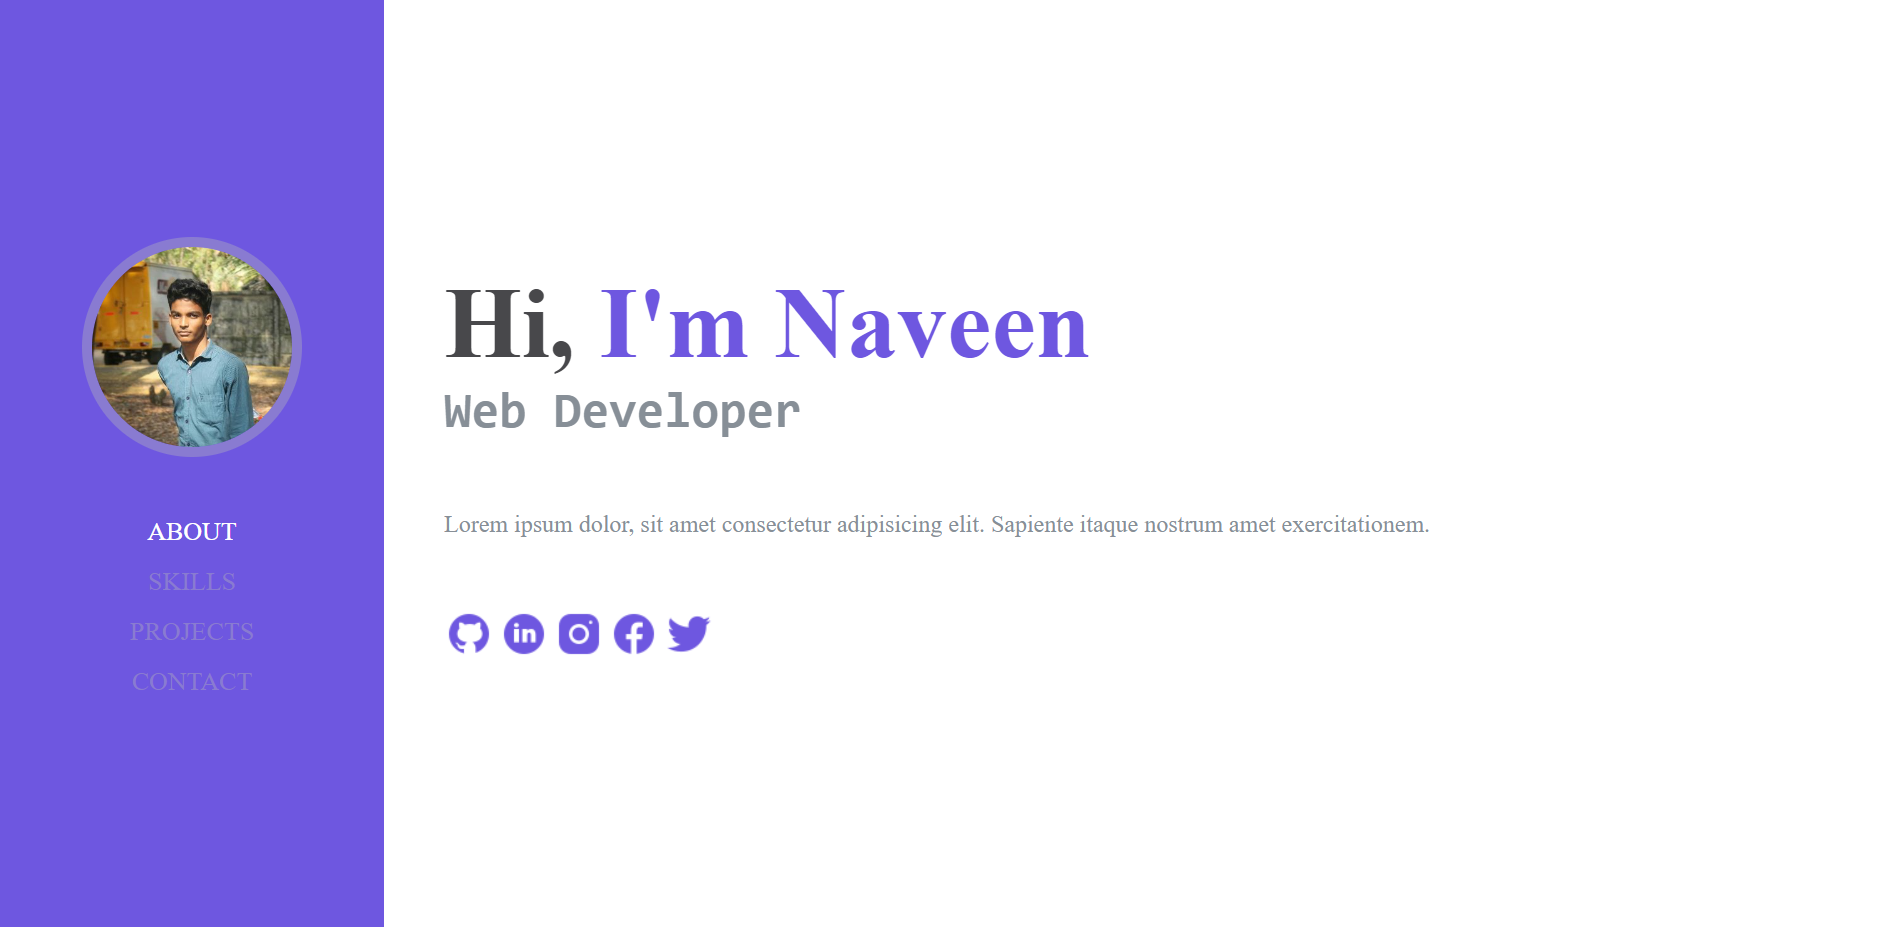 ABOUT
SKILLS
PROJECTS
CONTACT
Hi, I'm Naveen
Web Developer
Lorem ipsum dolor, sit amet consectetur adipisicing elit. Sapiente itaque nostrum amet exercitationem.
in